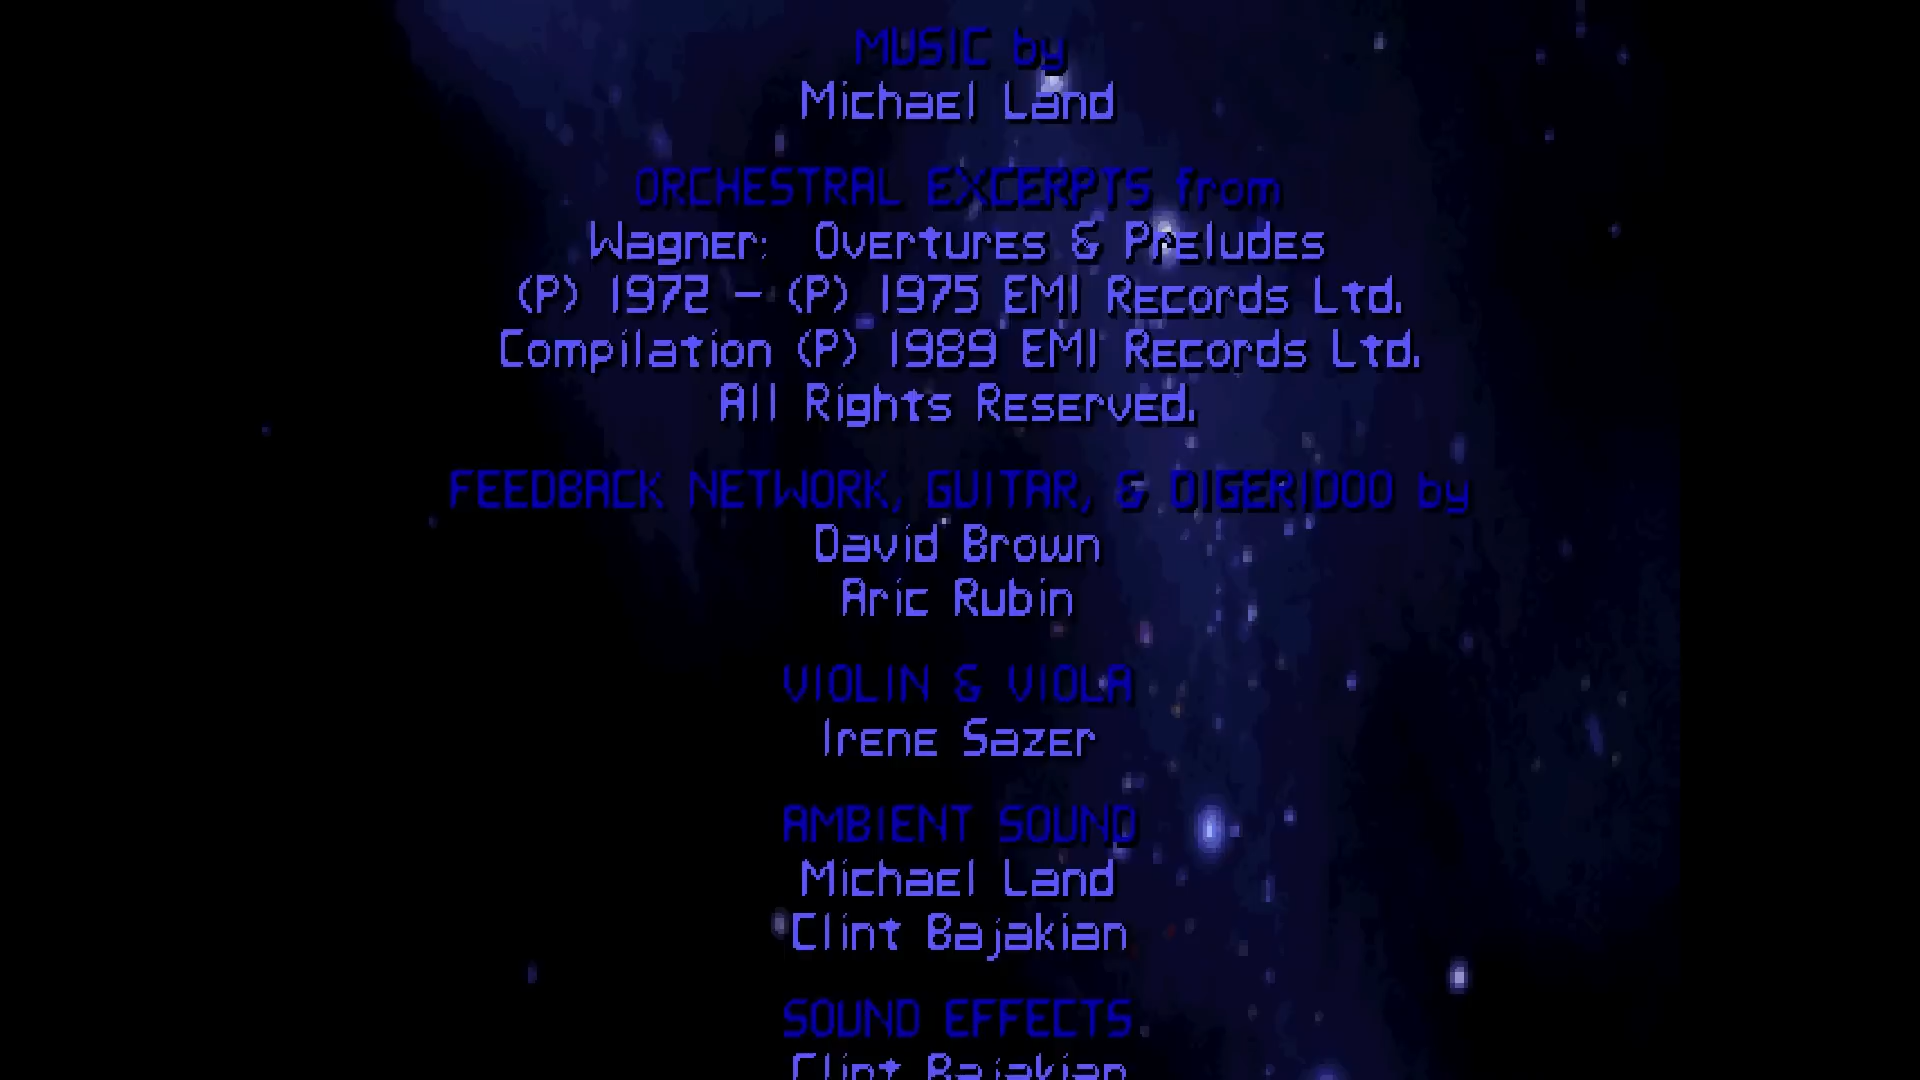 MUSIC by
Michael Land
ORCHESTRAL EXCERPTS from
Wagner: Overtures & Preludes
(P) 1972 - (P) 1975 EMI Records Ltd.
Compilation (P) 1989 EMI Records Ltd.
All Rights Reserved.
FEEDBACK NETWORK, GUITAR, & DIGERIDOO by
David Brown
Aric Rubin
VIOLIN & VIOLA
Irene Sazer
AMBIENT SOUND
Michael Land
Clint Bajakian
SOUND EFFECTS
Clint Bajakian